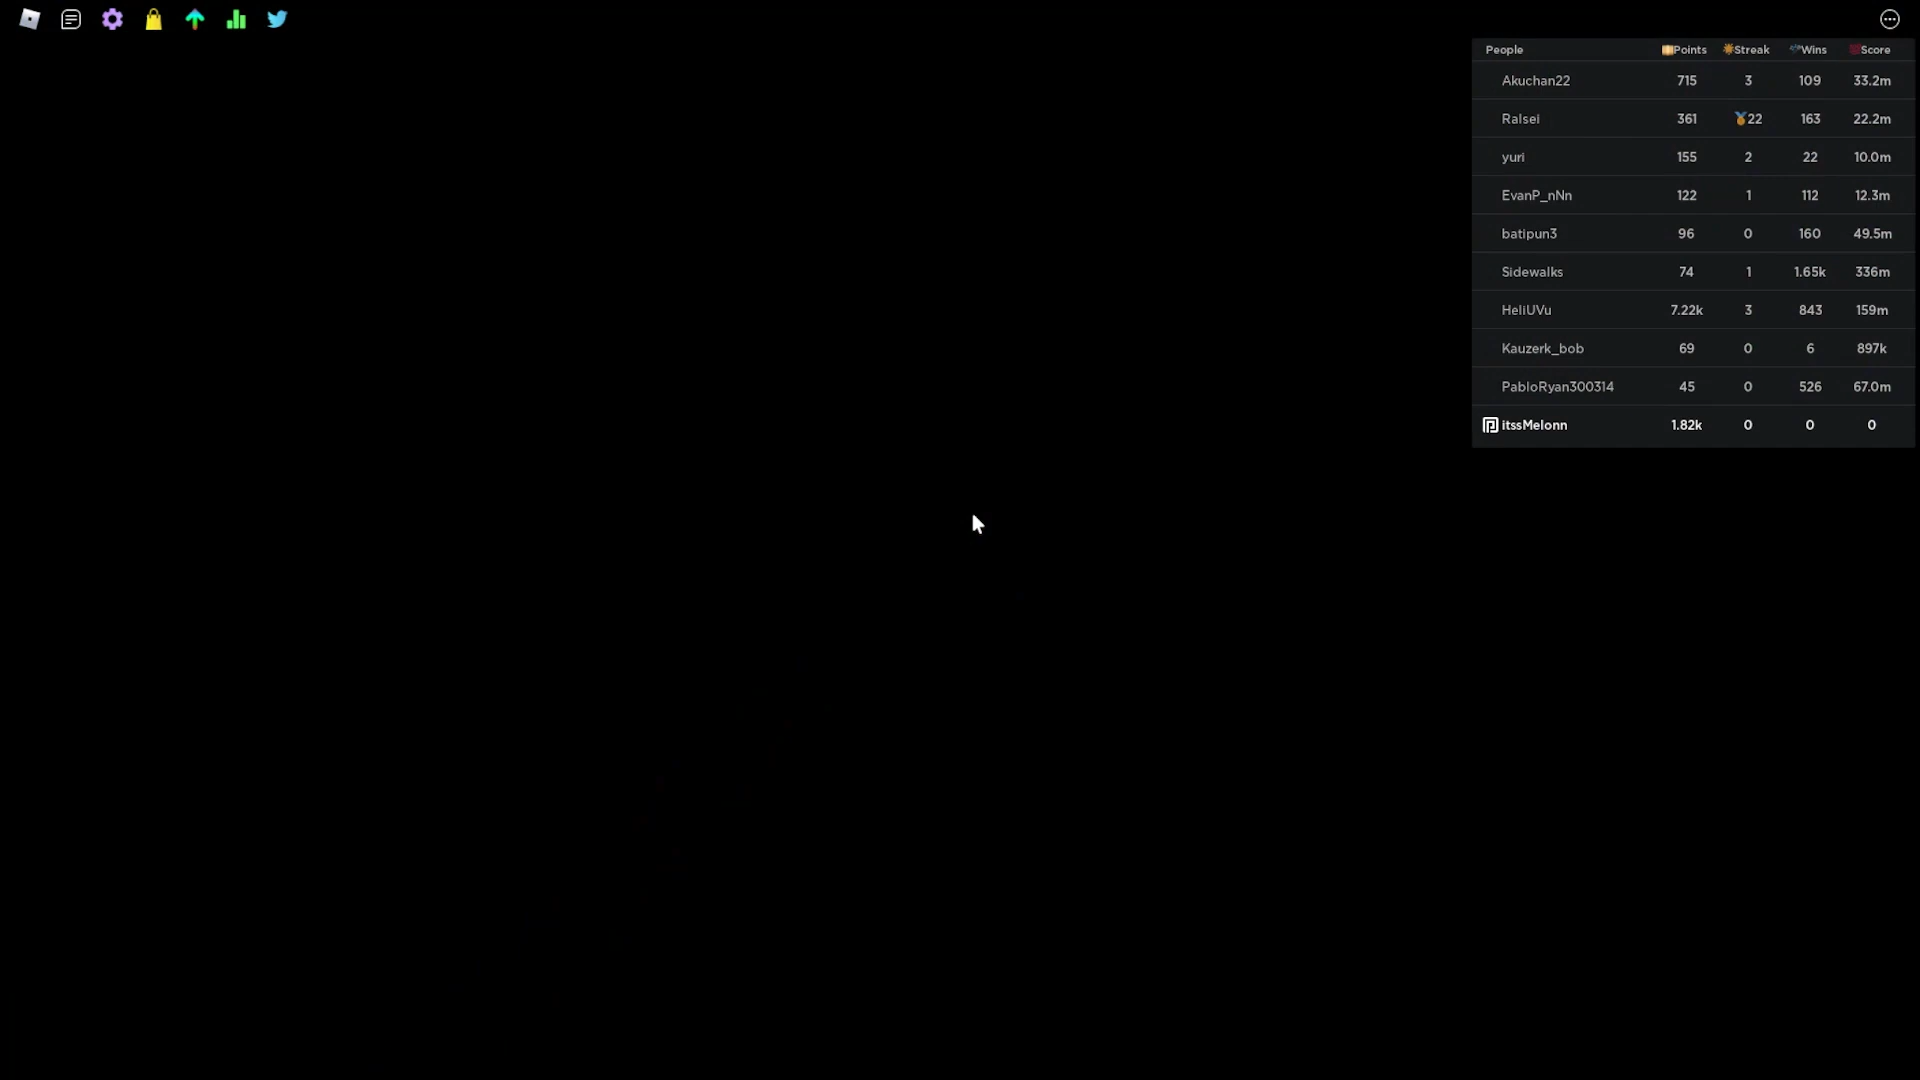 People Points Streak Wins Score
Akuchan22 715 3 109 33.2m
Ralsei 361 22 163 22.2m
yuri 155 2 22 10.0m
EvanP_nNn 122 1 112 12.3m
batipun3 96 0 160 49.5m
Sidewalks 74 1 1.65k 336m
HeliUVu 7.22k 3 843 159m
Kauzerk_bob 69 0 6 897k
PabloRyan300314 45 0 526 67.0m
itssMelonn 1.82k 0 0 0